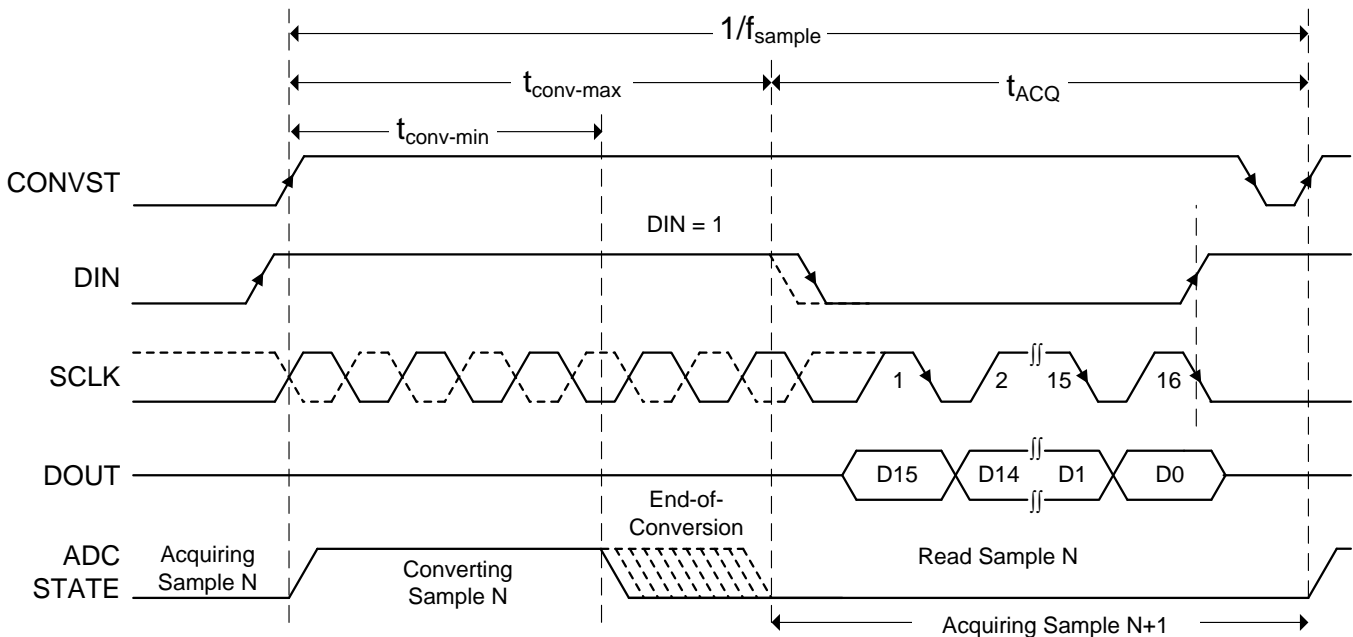 1/fsample
tconv-max
tACQ
tconv-min
CONVST
DIN = 1
DIN
SCLK
1
2
15
16
DOUT
D15
D14
D1
D0
End-of-
Conversion
ADC
STATE
Acquiring
Sample N
Converting
Sample N
Read Sample N
Acquiring Sample N+1